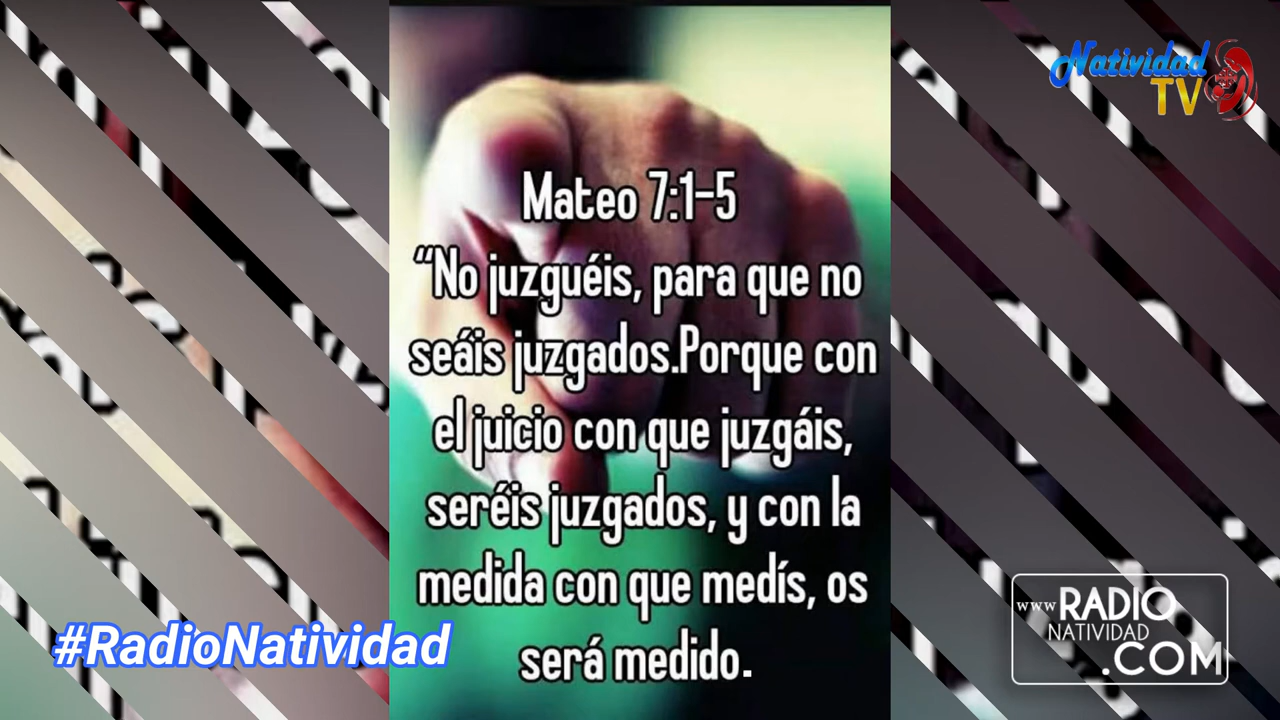 Natividad
TV
Mateo 7:1-5
“No juzguéis, para que no
seáis juzgados.Porque con
el juicio con que juzgáis,
seréis juzgados, y con la
medida con que medís, os
será medido.
#RadioNatividad
www RADIO
NATIVIDAD
.COM